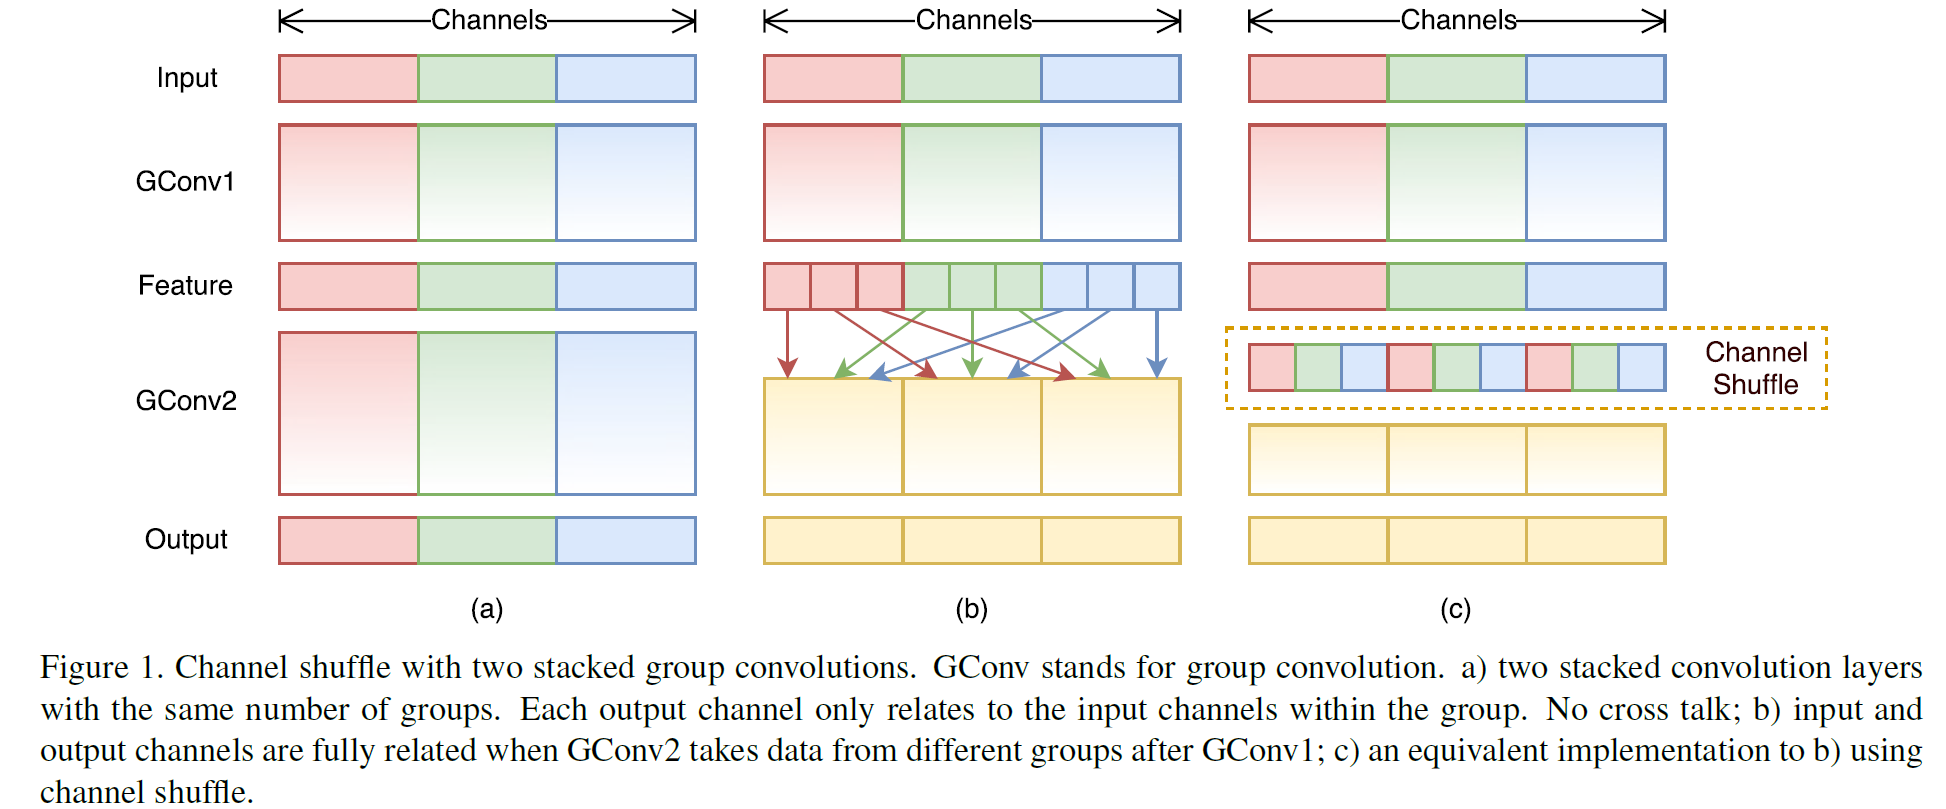 Channels Channels Channels
Input
GConv1
Feature
Channel
Shuffle
GConv2
Output
(a) (b) (c)
Figure 1. Channel shuffle with two stacked group convolutions. GConv stands for group convolution. a) two stacked convolution layers
with the same number of groups. Each output channel only relates to the input channels within the group. No cross talk; b) input and
output channels are fully related when GConv2 takes data from different groups after GConv1; c) an equivalent implementation to b) using
channel shuffle.